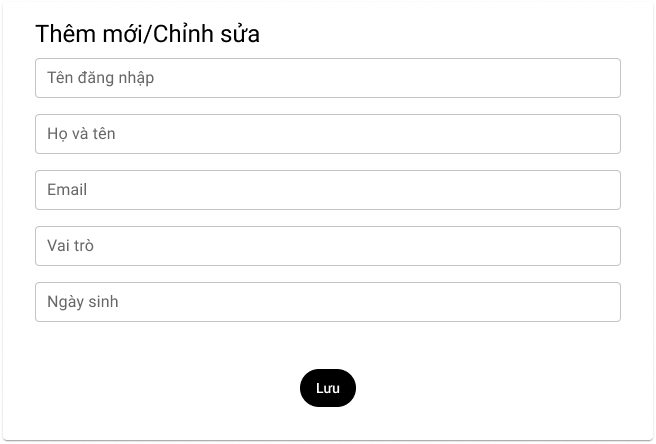 Thêm mới/Chỉnh sửa
Tên đăng nhập
Họ và tên
Email
Vai trò
Ngày sinh
Lưu